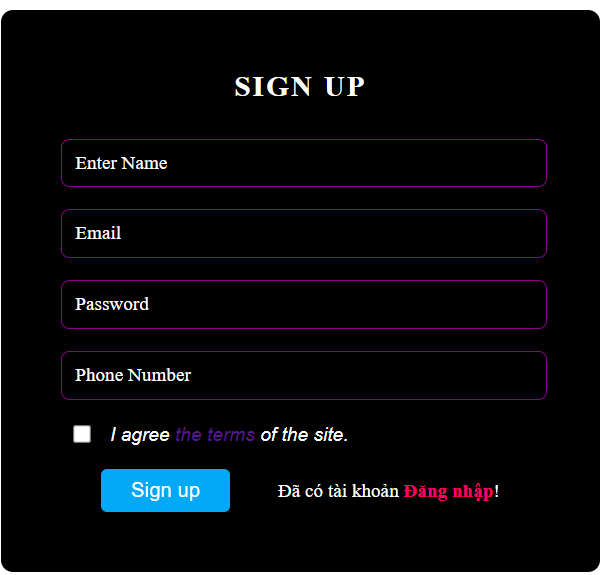 SIGN UP
Enter Name
Email
Password
Phone Number
I agree the terms of the site.
Sign up
Đã có tài khoản Đăng nhập!